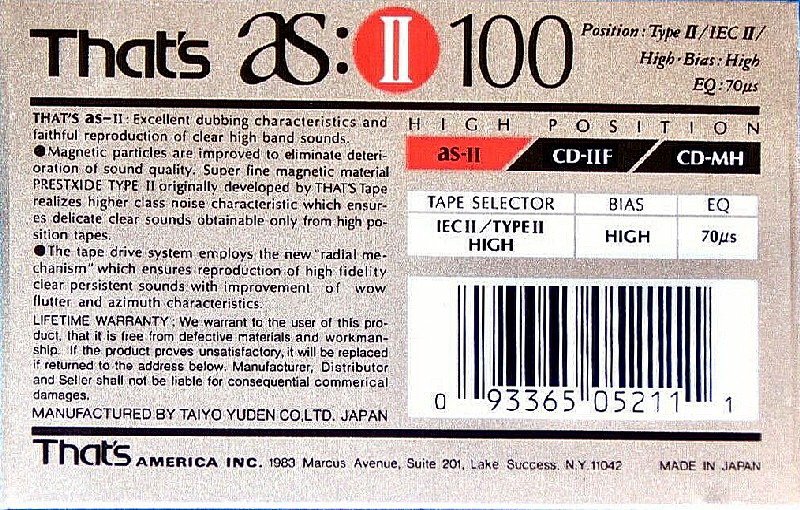 That's as:II 100
Position: Type II/IEC II/
High·Bias: High
EQ: 70µs
THAT'S as-II: Excellent dubbing characteristics and
faithful reproduction of clear high band sounds.
●Magnetic particles are improved to eliminate deteri-
oration of sound quality. Super fine magnetic material
PRESTXIDE TYPE II originally developed by THAT'S Tape
realizes higher class noise characteristic which ensur-
es delicate clear sounds obtainable only from high po-
sition tapes.
●The tape drive system employs the new "radial me-
chanism" which ensures reproduction of high fidelity
clear persistent sounds with improvement of wow
flutter and azimuth characteristics.
LIFETIME WARRANTY; We warrant to the user of this pro-
duct, that it is free from defective materials and workman-
ship. If the product proves unsatisfactory, it will be replaced
if returned to the address below. Manufacturer, Distributor
and Seller shall not be liable for consequential commerical
damages.
MANUFACTURED BY TAIYO YUDEN CO.LTD. JAPAN
HIGH POSITION
as-II CD-IIF CD-MH
TAPE SELECTOR BIAS EQ
IEC II/TYPE II HIGH 70µs
HIGH
0 93365 05211 1
That's AMERICA INC. 1983 Marcus Avenue, Suite 201, Lake Success. N.Y. 11042 MADE IN JAPAN